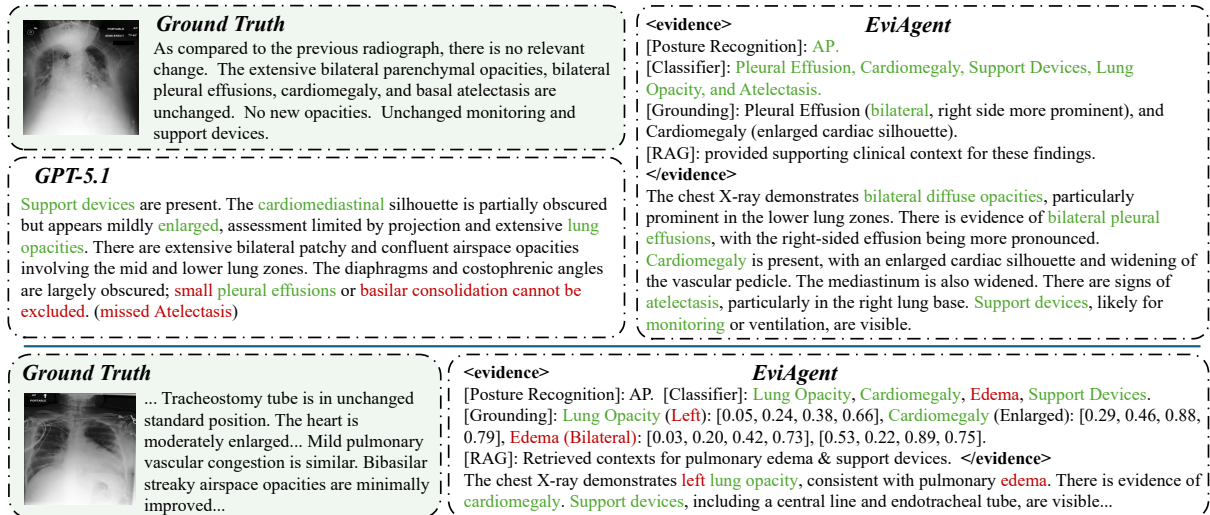 Ground Truth
As compared to the previous radiograph, there is no relevant
change. The extensive bilateral parenchymal opacities, bilateral
pleural effusions, cardiomegaly, and basal atelectasis are
unchanged. No new opacities. Unchanged monitoring and
support devices.
GPT-5.1
Support devices are present. The cardiomediastinal silhouette is partially obscured
but appears mildly enlarged, assessment limited by projection and extensive lung
opacities. There are extensive bilateral patchy and confluent airspace opacities
involving the mid and lower lung zones. The diaphragms and costophrenic angles
are largely obscured; small pleural effusions or basilar consolidation cannot be
excluded. (missed Atelectasis)
<evidence>
EviAgent
[Posture Recognition]: AP.
[Classifier]: Pleural Effusion, Cardiomegaly, Support Devices, Lung
Opacity, and Atelectasis.
[Grounding]: Pleural Effusion (bilateral, right side more prominent), and
Cardiomegaly (enlarged cardiac silhouette).
[RAG]: provided supporting clinical context for these findings.
</evidence>
The chest X-ray demonstrates bilateral diffuse opacities, particularly
prominent in the lower lung zones. There is evidence of bilateral pleural
effusions, with the right-sided effusion being more pronounced.
Cardiomegaly is present, with an enlarged cardiac silhouette and widening of
the vascular pedicle. The mediastinum is also widened. There are signs of
atelectasis, particularly in the right lung base. Support devices, likely for
monitoring or ventilation, are visible.
Ground Truth
... Tracheostomy tube is in unchanged
standard position. The heart is
moderately enlarged... Mild pulmonary
vascular congestion is similar. Bibasilar
streaky airspace opacities are minimally
improved...
<evidence>
EviAgent
[Posture Recognition]: AP. [Classifier]: Lung Opacity, Cardiomegaly, Edema, Support Devices.
[Grounding]: Lung Opacity (Left): [0.05, 0.24, 0.38, 0.66], Cardiomegaly (Enlarged): [0.29, 0.46, 0.88,
0.79], Edema (Bilateral): [0.03, 0.20, 0.42, 0.73], [0.53, 0.22, 0.89, 0.75].
[RAG]: Retrieved contexts for pulmonary edema & support devices. </evidence>
The chest X-ray demonstrates left lung opacity, consistent with pulmonary edema. There is evidence of
cardiomegaly. Support devices, including a central line and endotracheal tube, are visible...